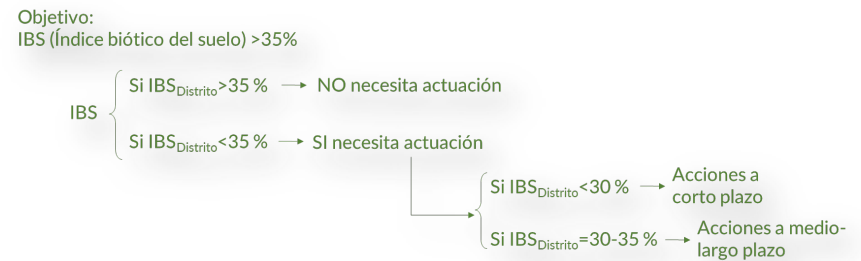 Objetivo:
IBS (Índice biótico del suelo) >35%
IBS
Si IBSDistrito>35 % NO necesita actuación
Si IBSDistrito<35 % SI necesita actuación
Si IBSDistrito<30 % Acciones a
corto plazo
Si IBSDistrito=30-35 % Acciones a medio-
largo plazo